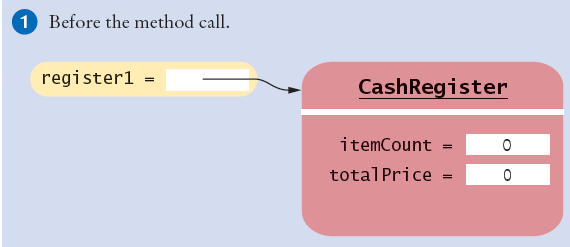 1 Before the method call.
register1 =
CashRegister
itemCount = 0
totalPrice = 0